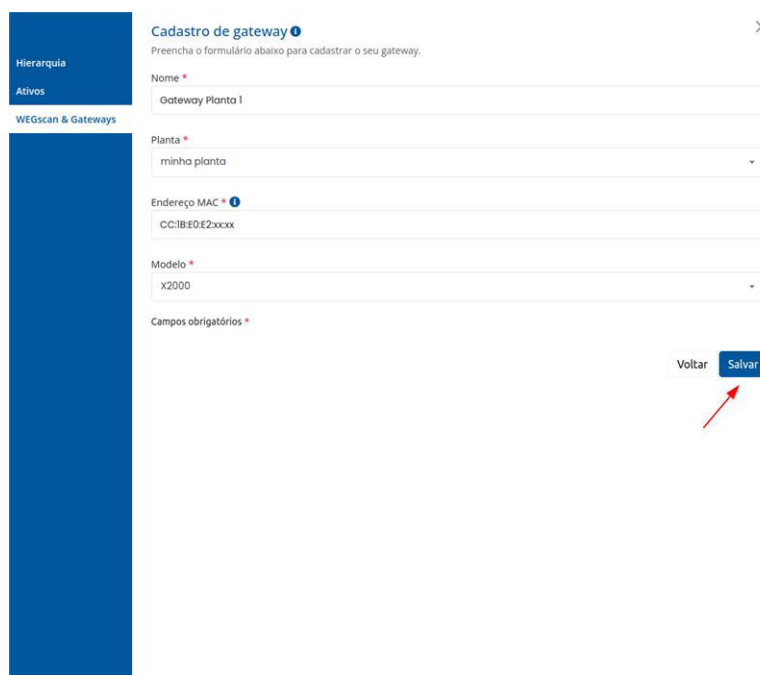 Cadastro de gateway
Preencha o formulário abaixo para cadastrar o seu gateway.
Hierarquia
Ativos
WEGscan & Gateways
Nome *
Gateway Planta 1
Planta *
minha planta
Endereço MAC *
CC:1B:E0:E2:xx:xx
Modelo *
X2000
Campos obrigatórios *
Voltar
Salvar